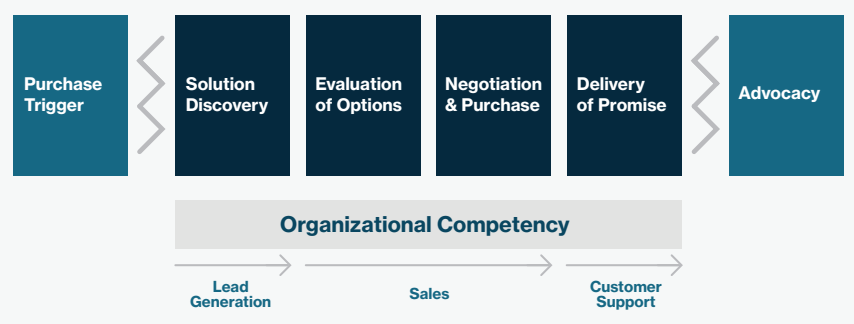 Purchase
Trigger
Solution
Discovery
Evaluation
of Options
Negotiation
& Purchase
Delivery
of Promise
Advocacy
Organizational Competency
Lead
Generation
Sales
Customer
Support